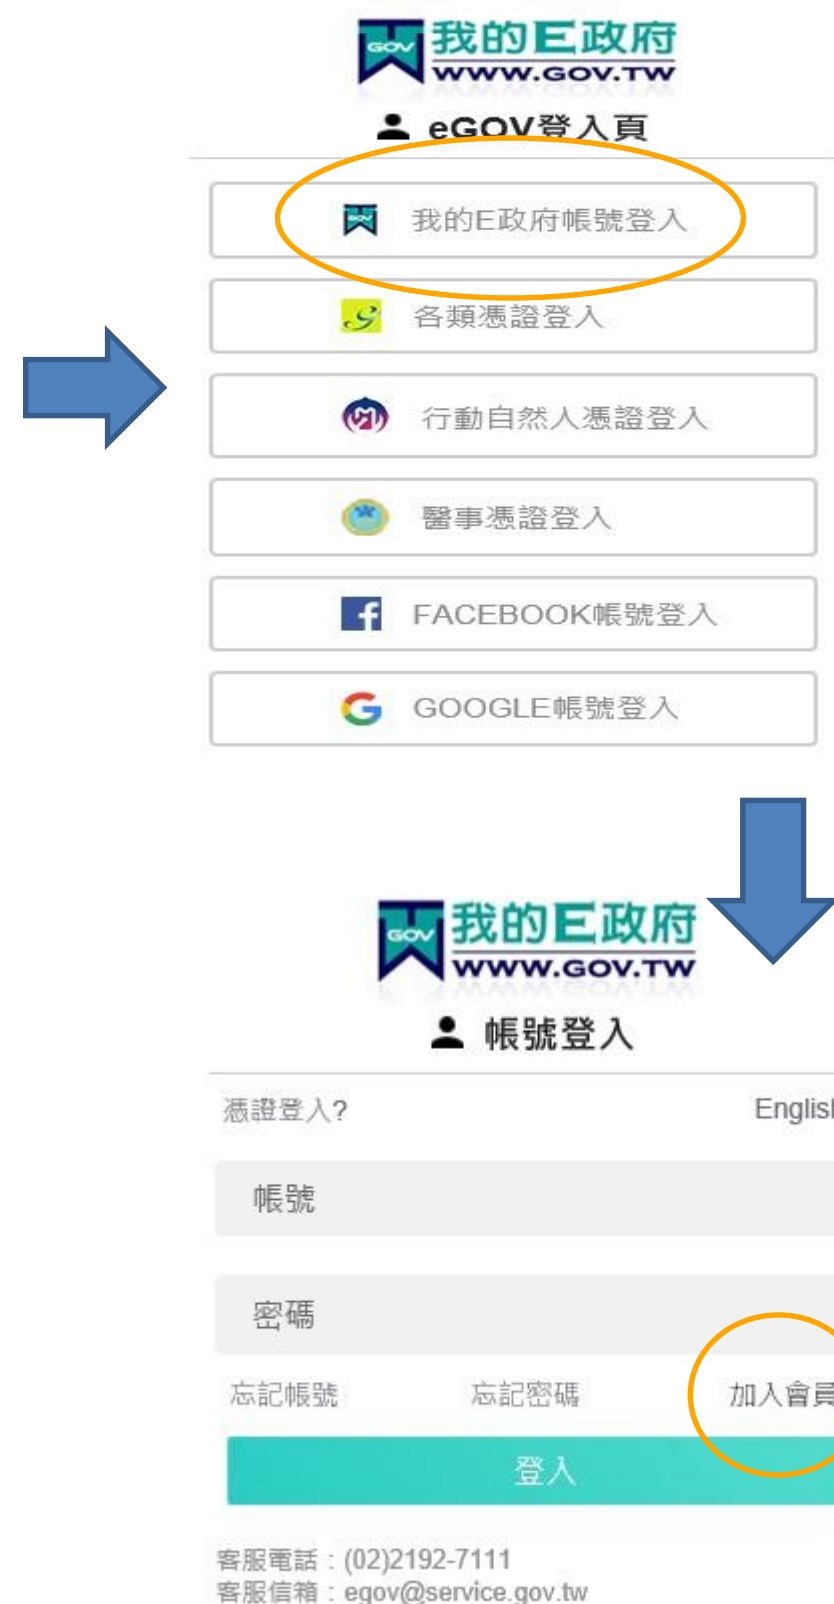 GOV 我的E政府
WWW.GOV.TW
eGOV登入頁
我的E政府帳號登入
各類憑證登入
行動自然人憑證登入
醫事憑證登入
FACEBOOK帳號登入
GOOGLE帳號登入
GOV 我的E政府
WWW.GOV.TW
帳號登入
憑證登入? English
帳號
密碼
忘記帳號 忘記密碼 加入會員
登入
客服電話：(02)2192-7111
客服信箱：egov@service.gov.tw